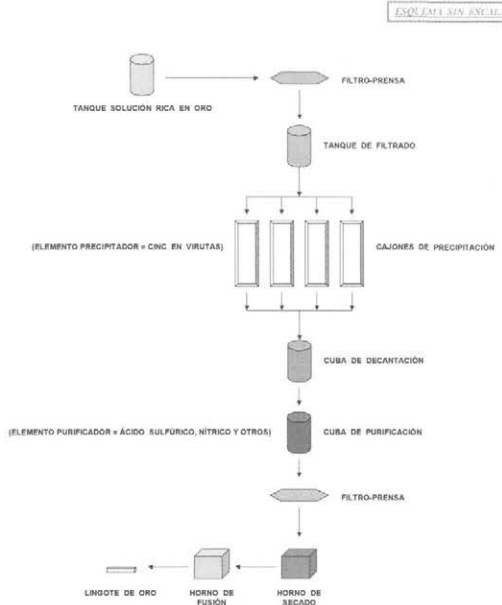 ESQUEMA SIN ESCALA
FILTRO-PRENSA
TANQUE SOLUCIÓN RICA EN ORO
TANQUE DE FILTRADO
(ELEMENTO PRECIPITADOR = CINC EN VIRUTAS)
CAJONES DE PRECIPITACIÓN
CUBA DE DECANTACIÓN
(ELEMENTO PURIFICADOR = ÁCIDO SULFÚRICO, NÍTRICO Y OTROS)
CUBA DE PURIFICACIÓN
FILTRO-PRENSA
LINGOTE DE ORO
HORNO DE
FUSIÓN
HORNO DE
SECADO